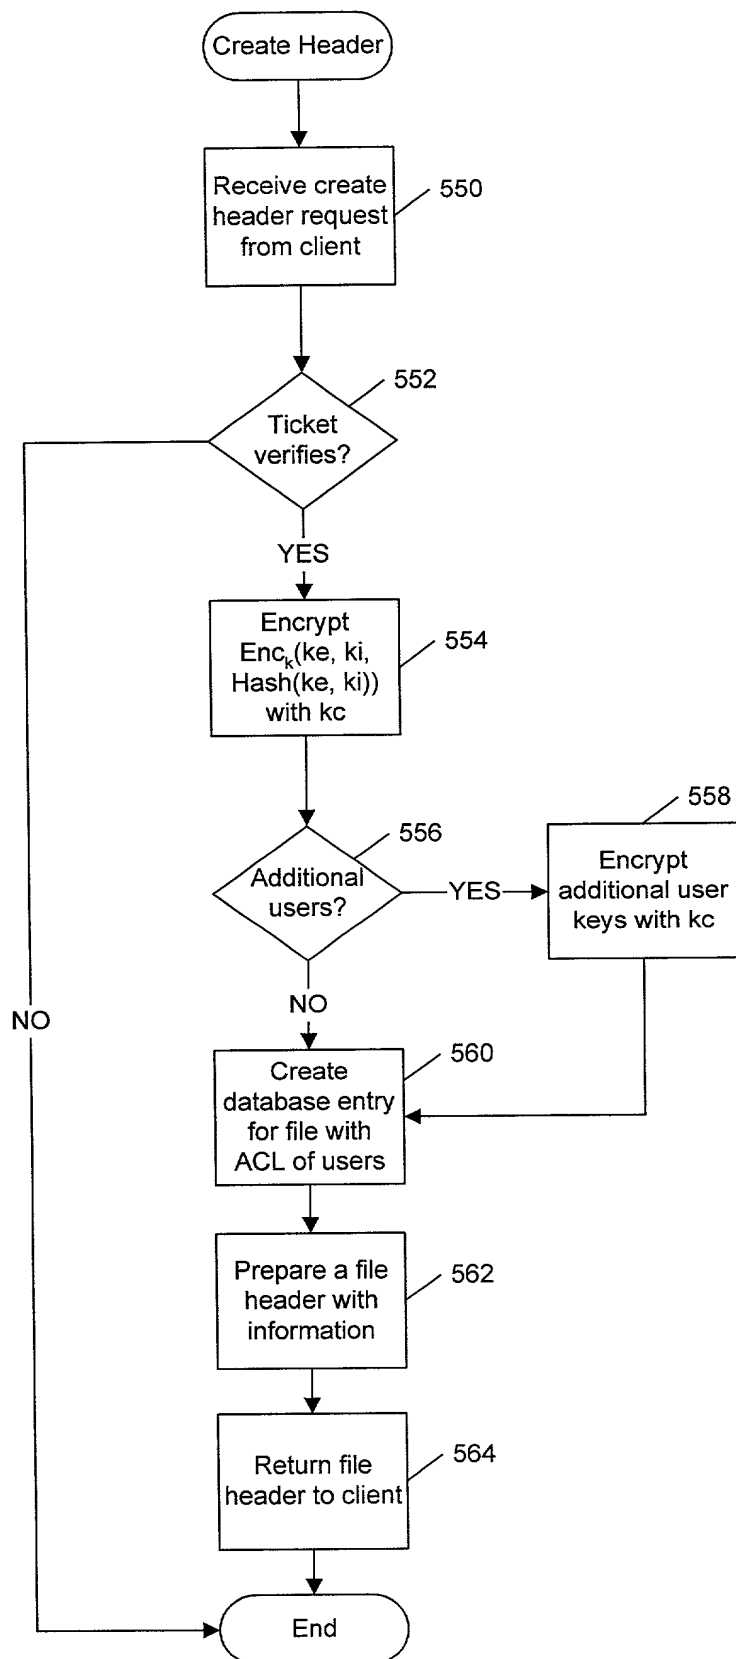 Create Header
Receive create
header request
from client
550
552
Ticket
verifies?
YES
Encrypt
Enck(ke, ki,
Hash(ke, ki))
with kc
554
556
Additional
users?
YES
558
Encrypt
additional user
keys with kc
NO
NO
560
Create
database entry
for file with
ACL of users
Prepare a file
header with
information
562
Return file
header to client
564
End